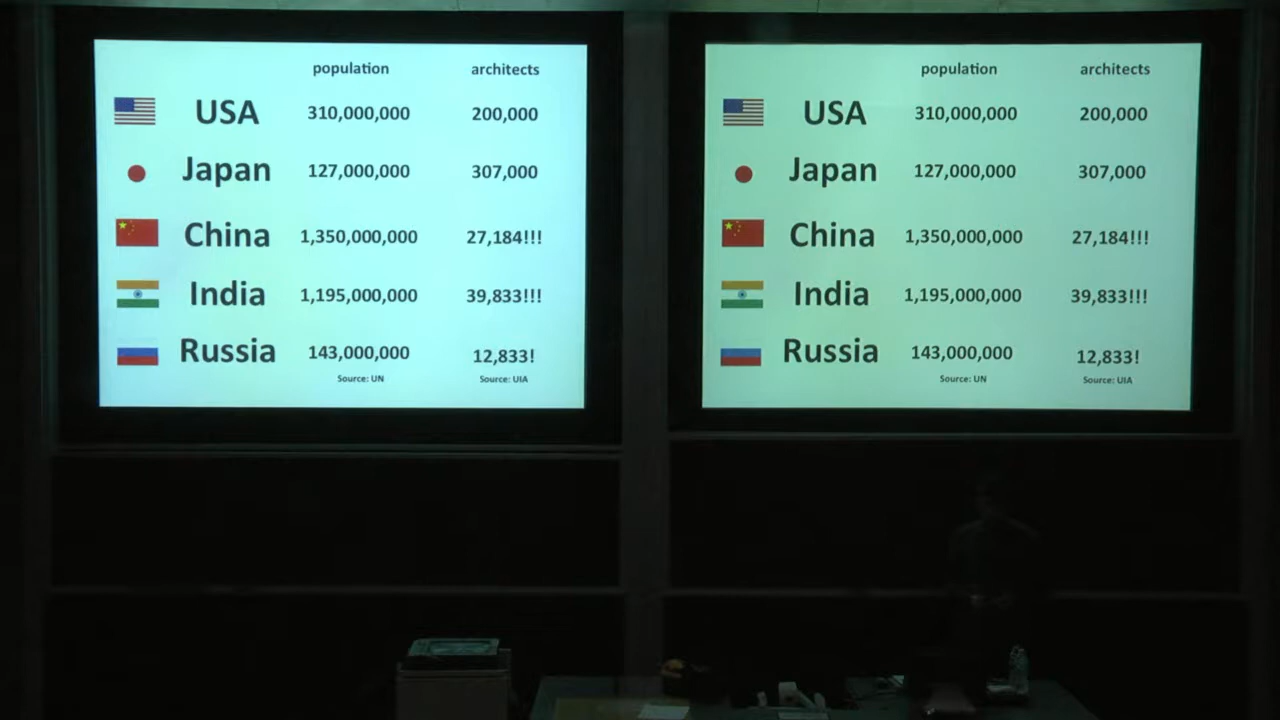 population architects
USA 310,000,000 200,000
Japan 127,000,000 307,000
China 1,350,000,000 27,184!!!
India 1,195,000,000 39,833!!!
Russia 143,000,000 12,833!
Source: UN Source: UIA
population architects
USA 310,000,000 200,000
Japan 127,000,000 307,000
China 1,350,000,000 27,184!!!
India 1,195,000,000 39,833!!!
Russia 143,000,000 12,833!
Source: UN Source: UIA